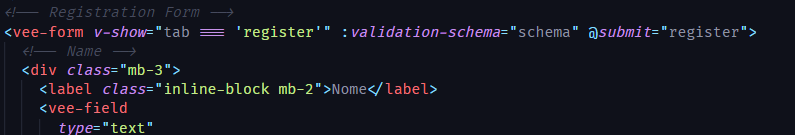 <!-- Registration Form -->
<vee-form v-show="tab === 'register'" :validation-schema="schema" @submit="register">
<!-- Name -->
<div class="mb-3">
<label class="inline-block mb-2">Nome</label>
<vee-field
type="text"